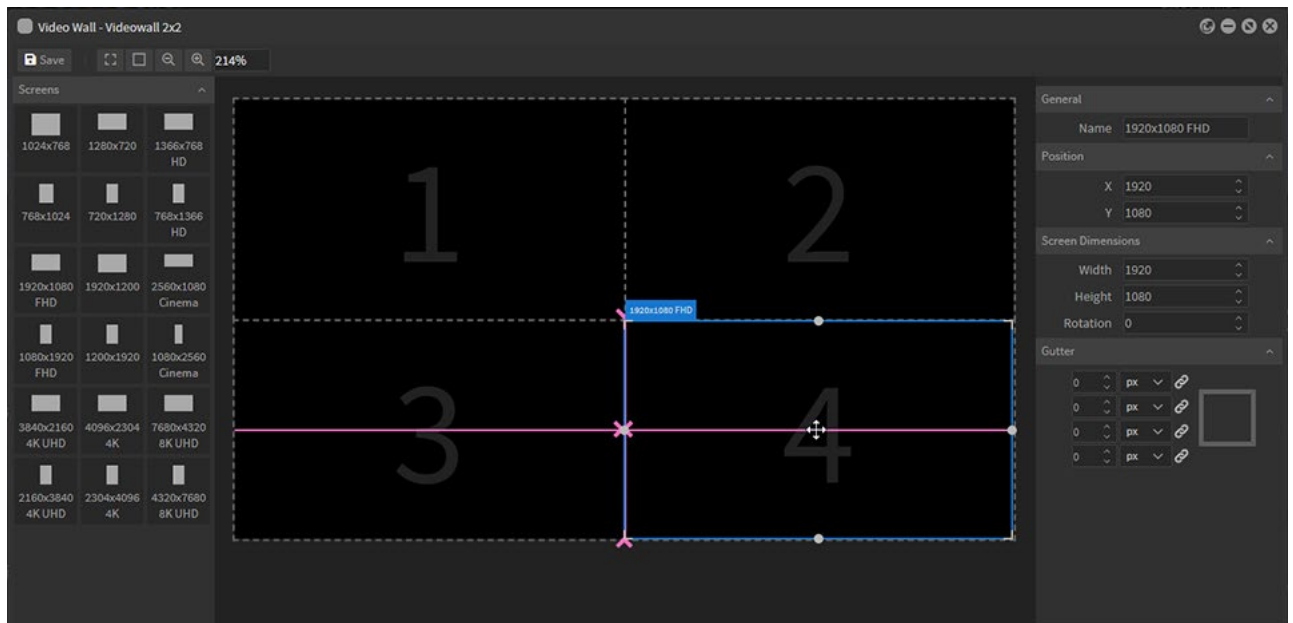 Video Wall - Videowall 2x2
Save
214%
Screens
1024x768 1280x720 1366x768
HD
768x1024 720x1280 768x1366
HD
1920x1080 1920x1200 2560x1080
FHD Cinema
1080x1920 1200x1920 1080x2560
FHD Cinema
3840x2160 4096x2304 7680x4320
4K UHD 4K 8K UHD
2160x3840 2304x4096 4320x7680
4K UHD 4K 8K UHD
1
2
1920x1080 FHD
3
4
General
Name 1920x1080 FHD
Position
X 1920
Y 1080
Screen Dimensions
Width 1920
Height 1080
Rotation 0
Gutter
0 px
0 px
0 px
0 px